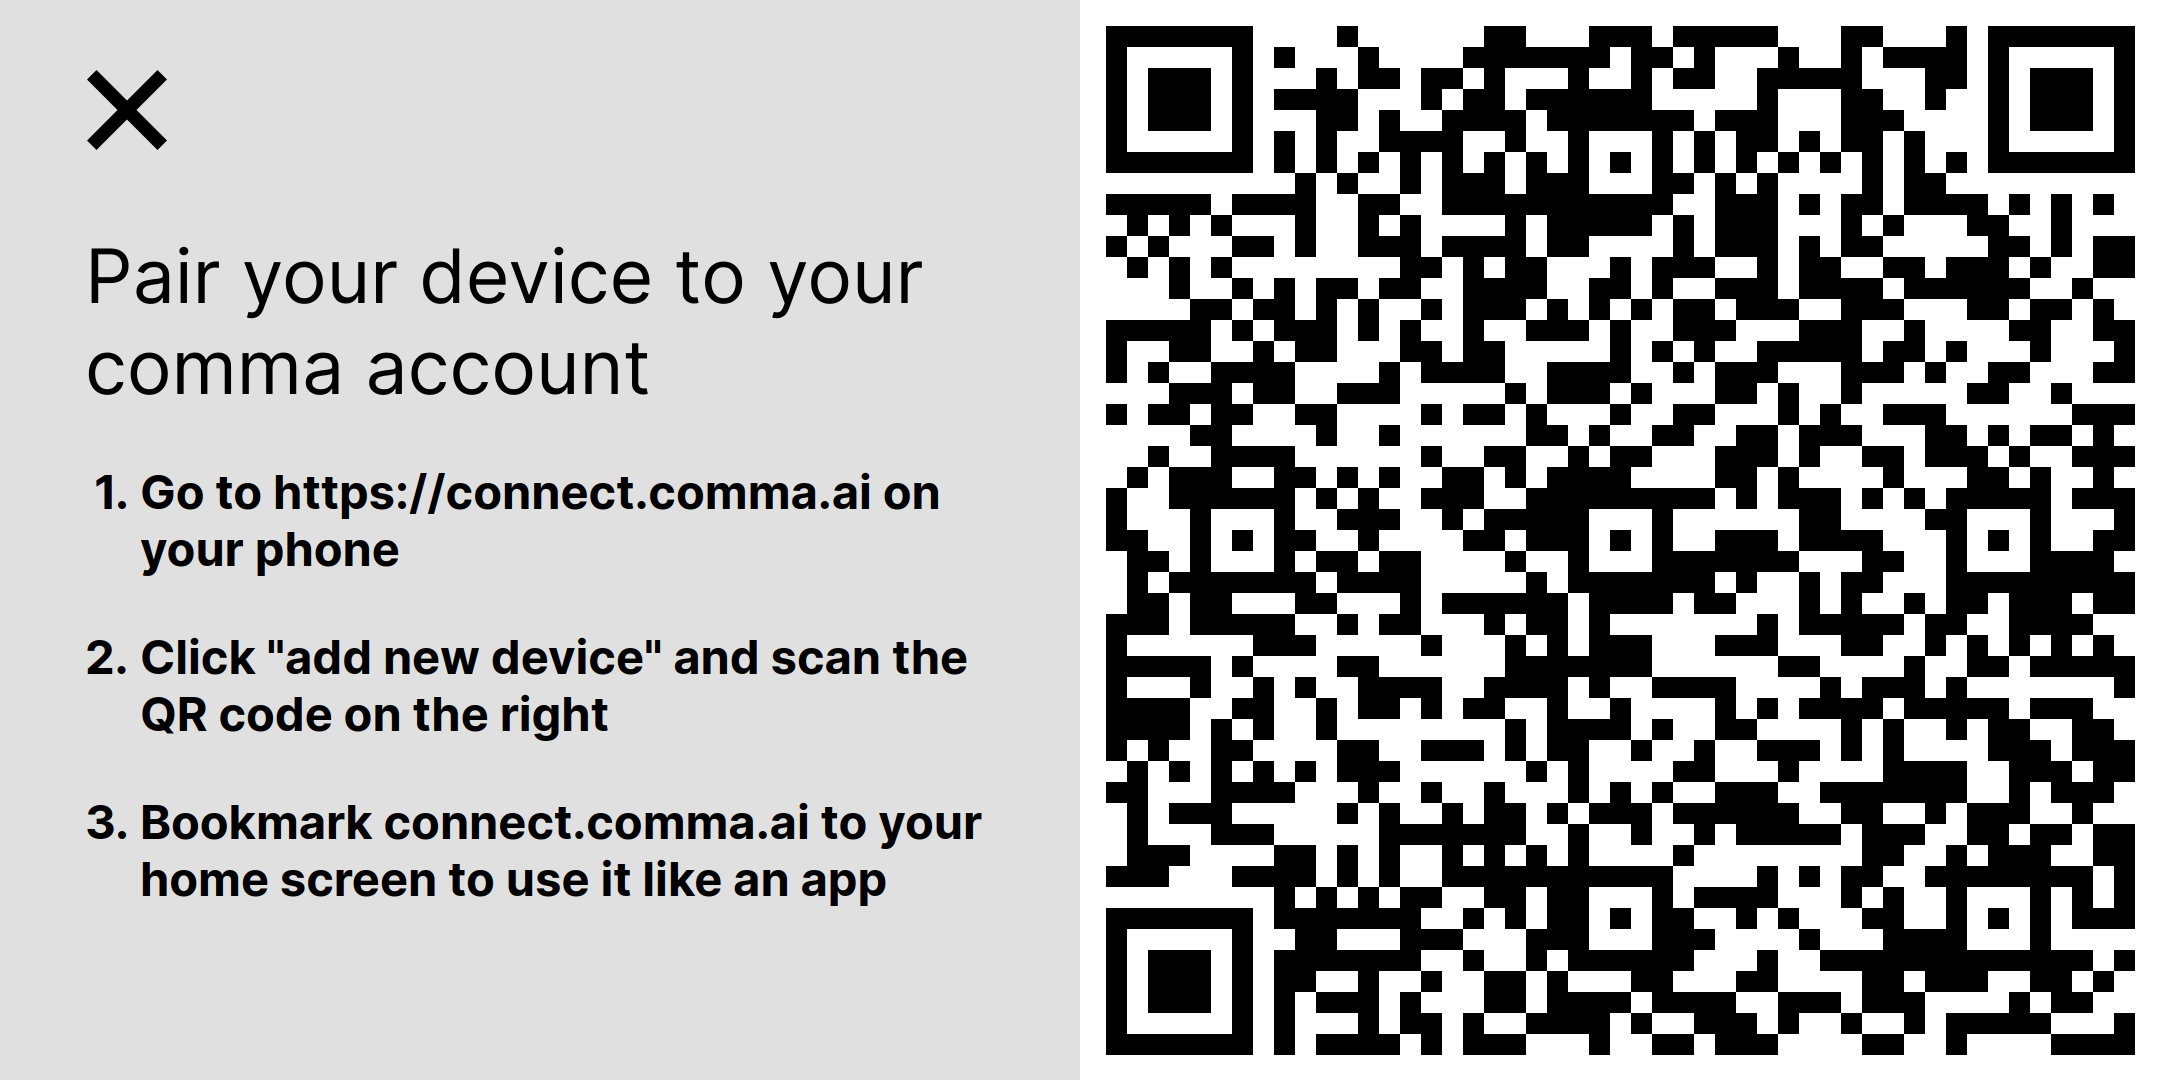 Pair your device to your
comma account
1. Go to https://connect.comma.ai on
your phone
2. Click "add new device" and scan the
QR code on the right
3. Bookmark connect.comma.ai to your
home screen to use it like an app